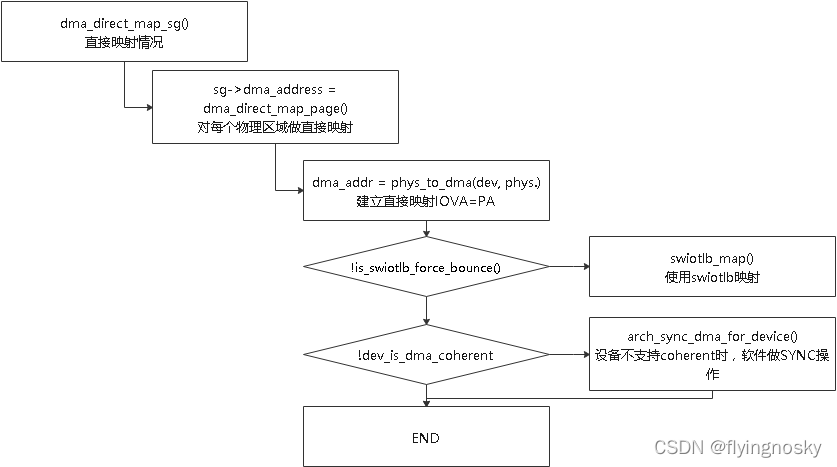 dma_direct_map_sg()
直接映射情况
sg->dma_address =
dma_direct_map_page()
对每个物理区域做直接映射
dma_addr = phys_to_dma(dev, phys.)
建立直接映射IOVA=PA
!is_swiotlb_force_bounce()
swiotlb_map()
使用swiotlb映射
!dev_is_dma_coherent
arch_sync_dma_for_device()
设备不支持coherent时，软件做SYNC操
作
END
CSDN @flyingnosky